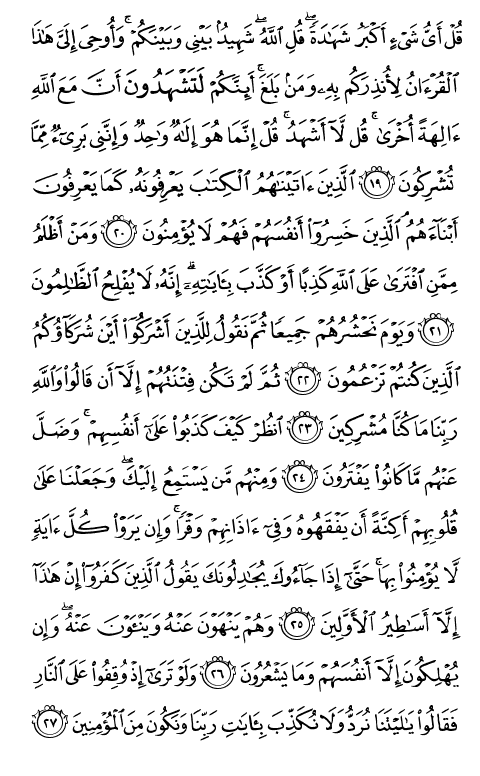 قُلْ أَىُّ شَىْءٍ أَكْبَرُ شَهَٰدَةً ۖ قُلِ ٱللَّهُ ۖ شَهِيدٌۢ بَيْنِى وَبَيْنَكُمْ ۚ وَأُوحِىَ إِلَىَّ هَٰذَا
ٱلْقُرْءَانُ لِأُنذِرَكُم بِهِۦ وَمَنۢ بَلَغَ ۚ أَئِنَّكُمْ لَتَشْهَدُونَ أَنَّ مَعَ ٱللَّهِ
ءَالِهَةً أُخْرَىٰ ۚ قُل لَّآ أَشْهَدُ ۚ قُلْ إِنَّمَا هُوَ إِلَٰهٌ وَٰحِدٌ وَإِنَّنِى بَرِىٓءٌ مِّمَّا
تُشْرِكُونَ ١٩ ٱلَّذِينَ ءَاتَيْنَٰهُمُ ٱلْكِتَٰبَ يَعْرِفُونَهُۥ كَمَا يَعْرِفُونَ
أَبْنَآءَهُمُ ۘ ٱلَّذِينَ خَسِرُوٓا۟ أَنفُسَهُمْ فَهُمْ لَا يُؤْمِنُونَ ٢٠ وَمَنْ أَظْلَمُ
مِمَّنِ ٱفْتَرَىٰ عَلَى ٱللَّهِ كَذِبًا أَوْ كَذَّبَ بِـَٔايَٰتِهِۦٓ ۗ إِنَّهُۥ لَا يُفْلِحُ ٱلظَّٰلِمُونَ
٢١ وَيَوْمَ نَحْشُرُهُمْ جَمِيعًا ثُمَّ نَقُولُ لِلَّذِينَ أَشْرَكُوٓا۟ أَيْنَ شُرَكَآؤُكُمُ
ٱلَّذِينَ كُنتُمْ تَزْعُمُونَ ٢٢ ثُمَّ لَمْ تَكُن فِتْنَتُهُمْ إِلَّآ أَن قَالُوا۟ وَٱللَّهِ
رَبِّنَا مَا كُنَّا مُشْرِكِينَ ٢٣ ٱنظُرْ كَيْفَ كَذَبُوا۟ عَلَىٰٓ أَنفُسِهِمْ ۚ وَضَلَّ
عَنْهُم مَّا كَانُوا۟ يَفْتَرُونَ ٢٤ وَمِنْهُم مَّن يَسْتَمِعُ إِلَيْكَ ۖ وَجَعَلْنَا عَلَىٰ
قُلُوبِهِمْ أَكِنَّةً أَن يَفْقَهُوهُ وَفِىٓ ءَاذَانِهِمْ وَقْرًا ۚ وَإِن يَرَوْا۟ كُلَّ ءَايَةٍ
لَّا يُؤْمِنُوا۟ بِهَا ۚ حَتَّىٰٓ إِذَا جَآءُوكَ يُجَٰدِلُونَكَ يَقُولُ ٱلَّذِينَ كَفَرُوٓا۟ إِنْ هَٰذَآ
إِلَّآ أَسَٰطِيرُ ٱلْأَوَّلِينَ ٢٥ وَهُمْ يَنْهَوْنَ عَنْهُ وَيَنْـَٔوْنَ عَنْهُ ۖ وَإِن
يُهْلِكُونَ إِلَّآ أَنفُسَهُمْ وَمَا يَشْعُرُونَ ٢٦ وَلَوْ تَرَىٰٓ إِذْ وُقِفُوا۟ عَلَى ٱلنَّارِ
فَقَالُوا۟ يَٰلَيْتَنَا نُرَدُّ وَلَا نُكَذِّبَ بِـَٔايَٰتِ رَبِّنَا وَنَكُونَ مِنَ ٱلْمُؤْمِنِينَ ٢٧